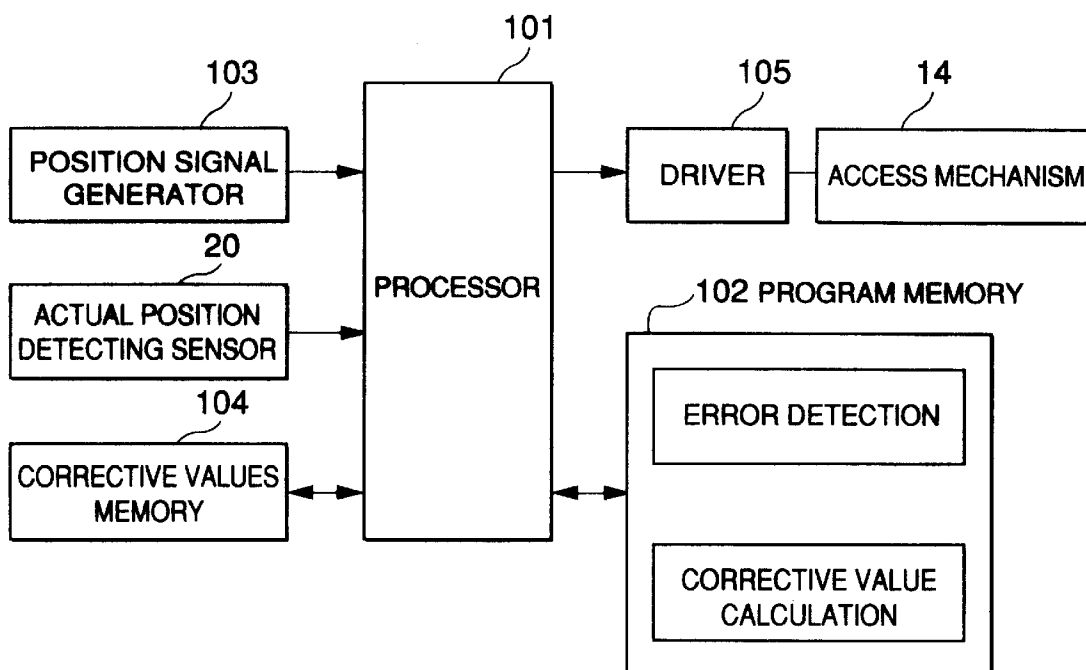 101
103
105
14
POSITION SIGNAL
GENERATOR
DRIVER
ACCESS MECHANISM
20
PROCESSOR
102 PROGRAM MEMORY
ACTUAL POSITION
DETECTING SENSOR
104
ERROR DETECTION
CORRECTIVE VALUES
MEMORY
CORRECTIVE VALUE
CALCULATION